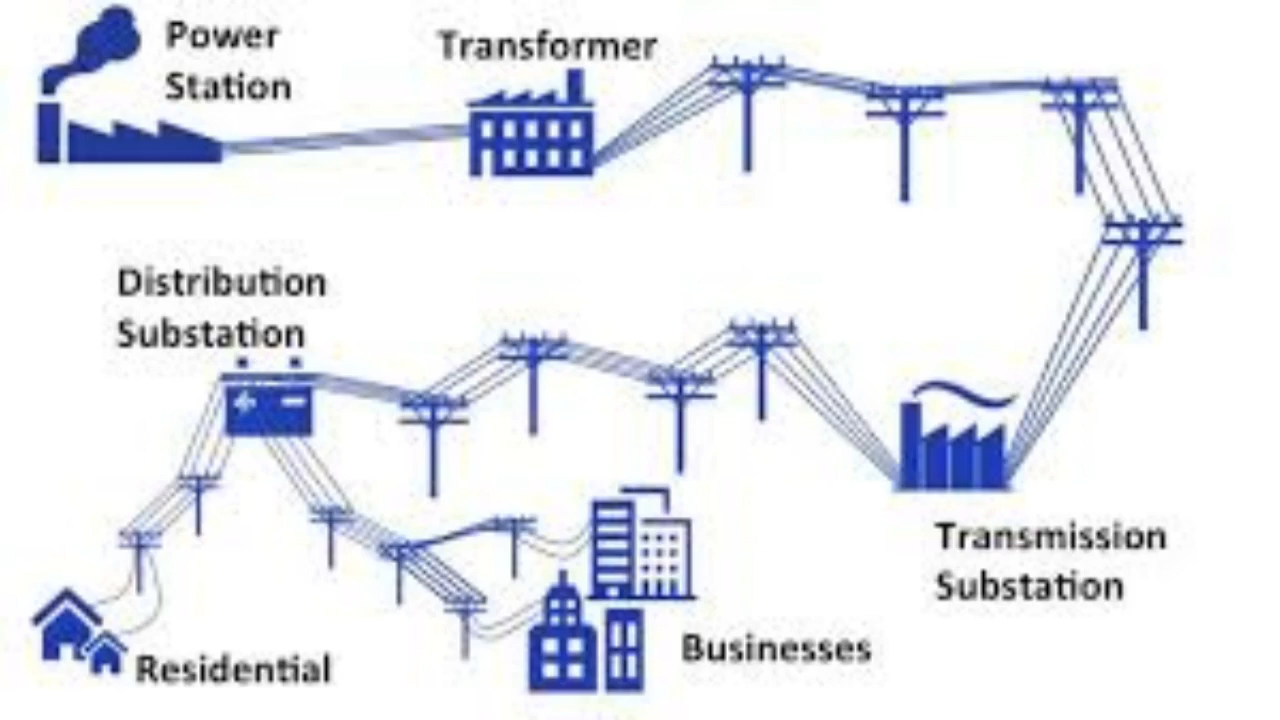 Power
Station
Transformer
Distribution
Substation
Transmission
Substation
Businesses
Residential